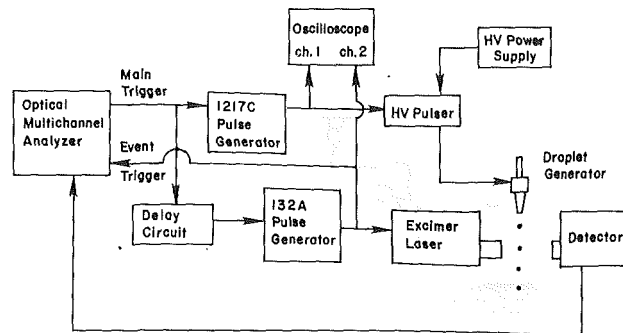 Oscilloscope
ch. 1 ch. 2
HV Power
Supply
Main
Trigger
Optical
Multichannel
Analyzer
1217C
Pulse
Generator
HV Pulser
Event
Trigger
Droplet
Generator
Delay
Circuit
132A
Pulse
Generator
Excimer
Laser
Detector